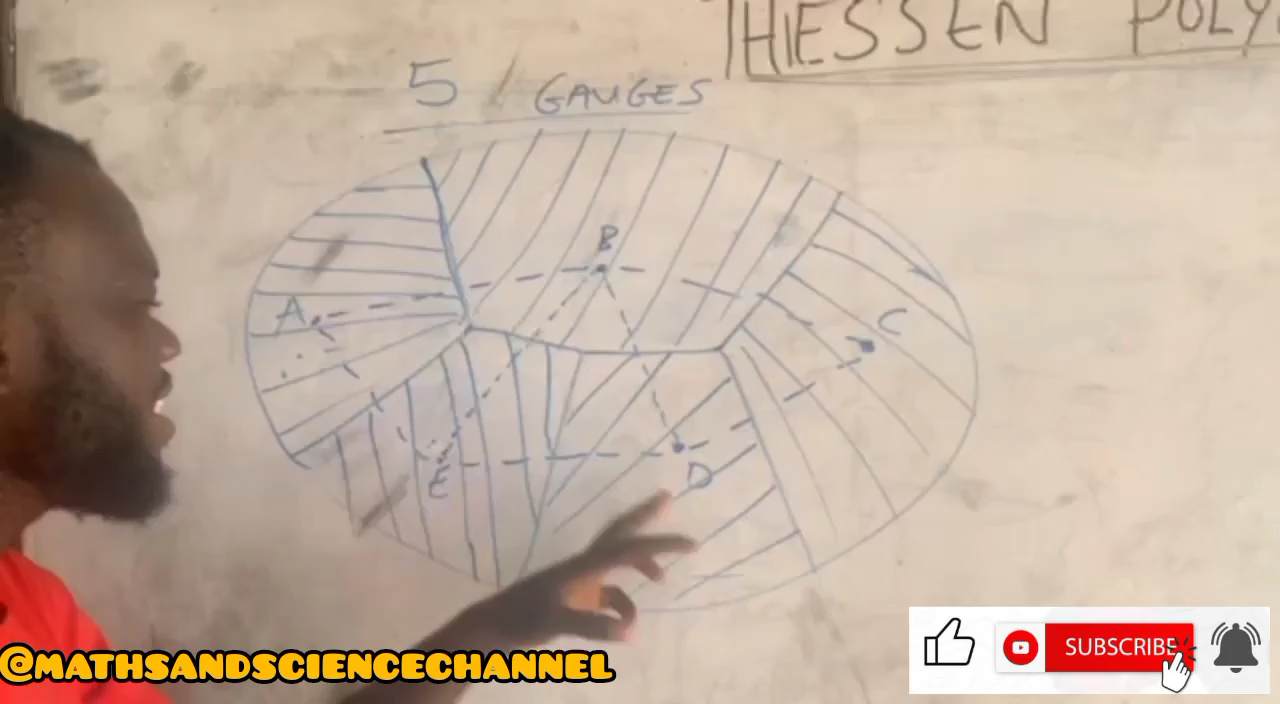 THIESSEN POLY
5 GAUGES
B
A
C
E
D
@MATHSANDSCIENCECHANNEL
SUBSCRIBE